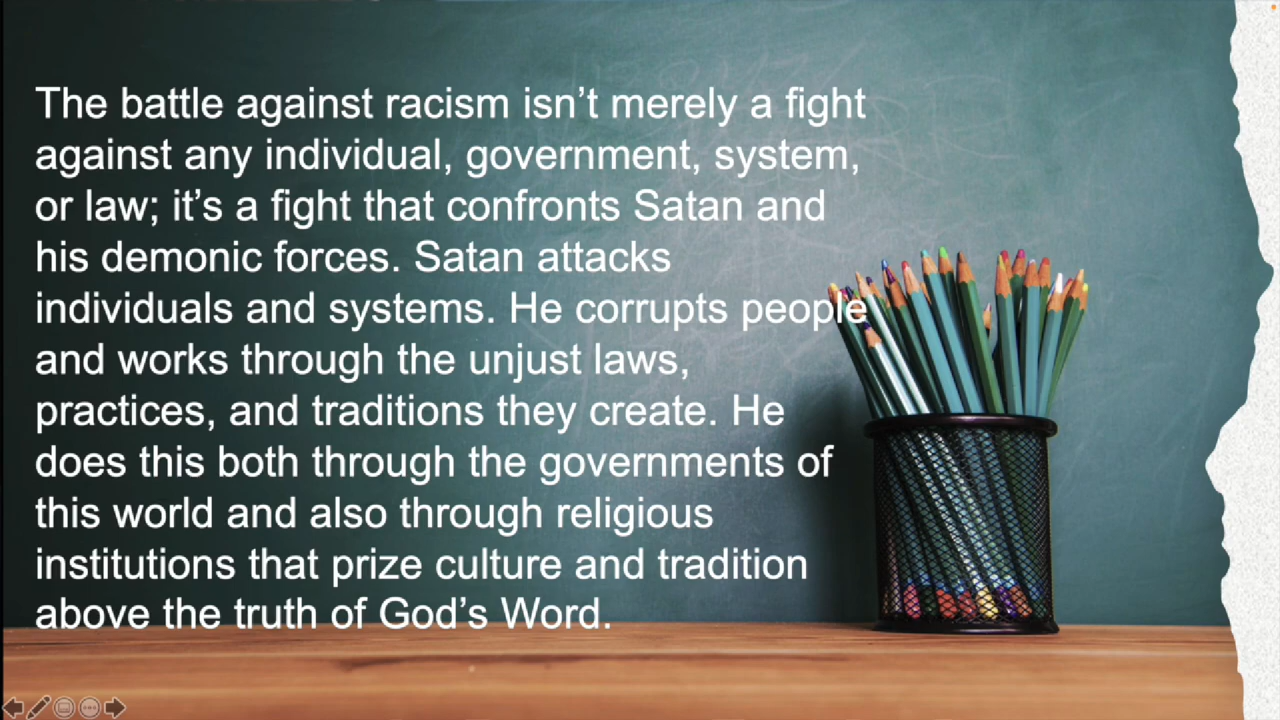 The battle against racism isn’t merely a fight
against any individual, government, system,
or law; it’s a fight that confronts Satan and
his demonic forces. Satan attacks
individuals and systems. He corrupts people
and works through the unjust laws,
practices, and traditions they create. He
does this both through the governments of
this world and also through religious
institutions that prize culture and tradition
above the truth of God’s Word.